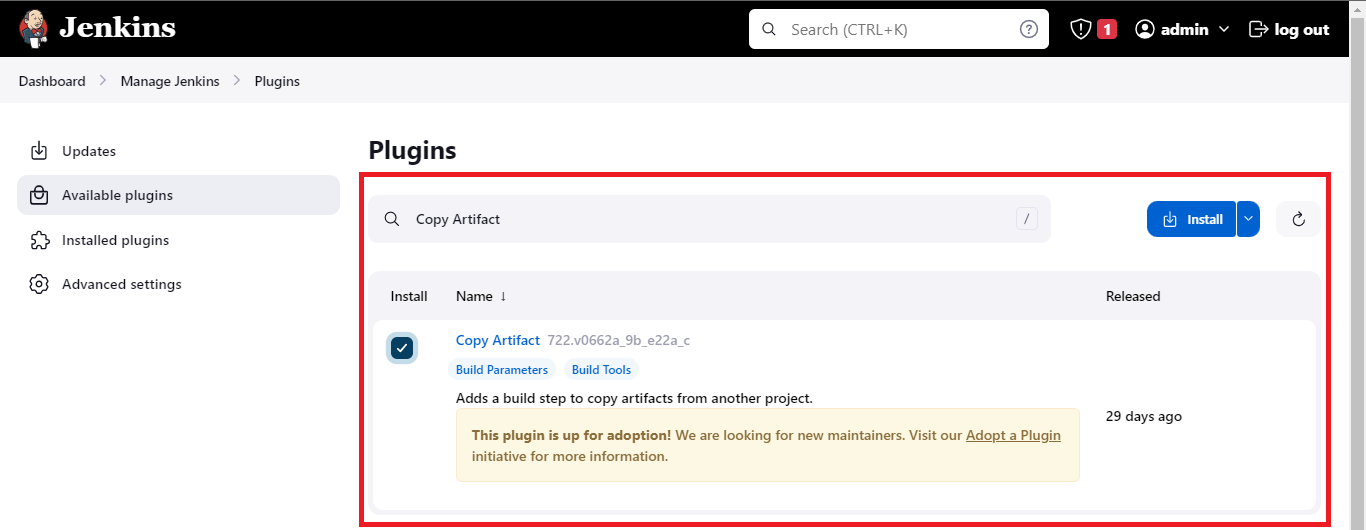 Jenkins
Search (CTRL+K)
1
admin
log out
Dashboard
Manage Jenkins
Plugins
Updates
Available plugins
Installed plugins
Advanced settings
Plugins
Copy Artifact
/
Install
Install
Name ↓
Released
Copy Artifact 722.v0662a_9b_e22a_c
Build Parameters
Build Tools
Adds a build step to copy artifacts from another project.
This plugin is up for adoption! We are looking for new maintainers. Visit our Adopt a Plugin
initiative for more information.
29 days ago